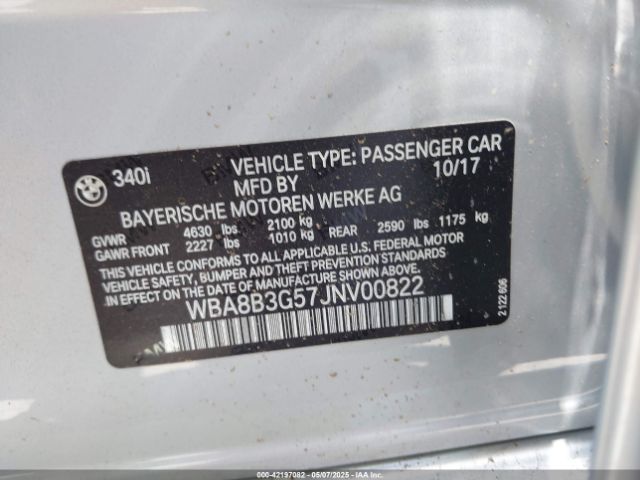 BMW 340i VEHICLE TYPE: PASSENGER CAR
MFD BY 10/17
BAYERISCHE MOTOREN WERKE AG
GVWR 4630 lbs 2100 kg
GAWR FRONT 2227 lbs 1010 kg REAR 2590 lbs 1175 kg
THIS VEHICLE CONFORMS TO ALL APPLICABLE U.S. FEDERAL MOTOR
VEHICLE SAFETY, BUMPER AND THEFT PREVENTION STANDARDS
IN EFFECT ON THE DATE OF MANUFACTURE SHOWN ABOVE.
WBA8B3G57JNV00822
2 122 606
000-42197082 - 05/07/2025 - IAA Inc.